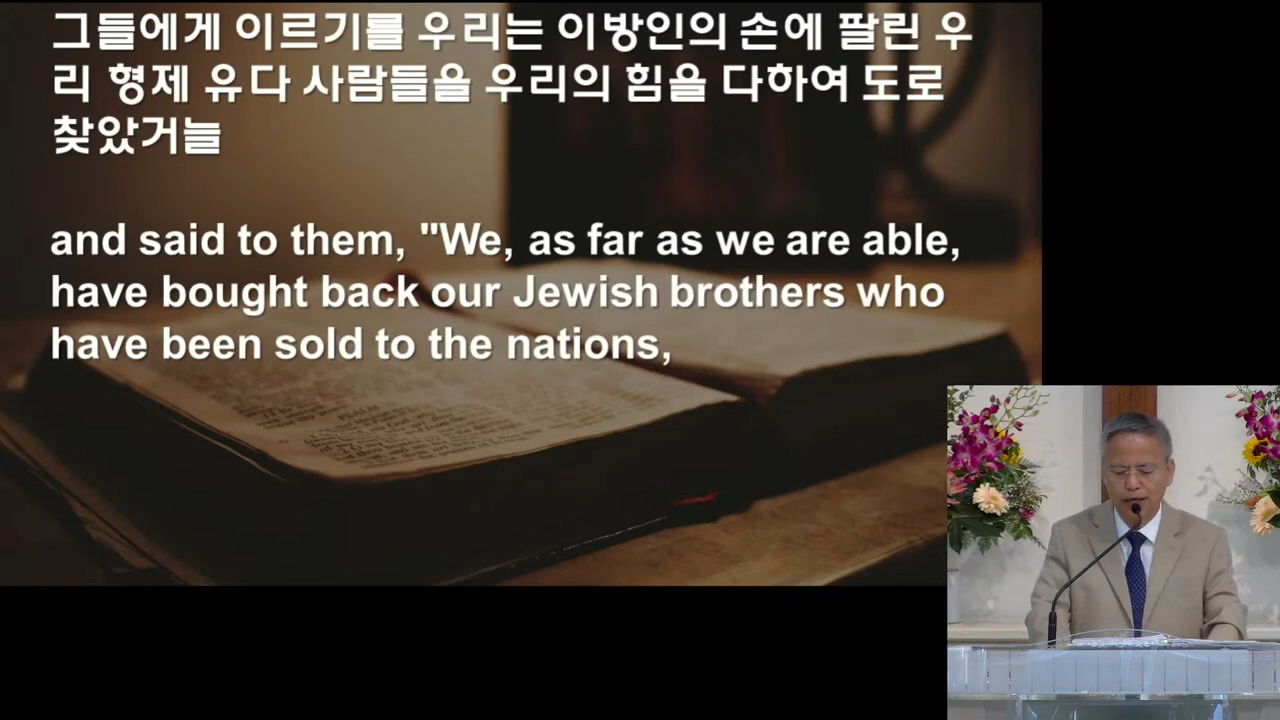 그들에게 이르기를 우리는 이방인의 손에 팔린 우
리 형제 유다 사람들을 우리의 힘을 다하여 도로
찾았거늘
and said to them, "We, as far as we are able,
have bought back our Jewish brothers who
have been sold to the nations,